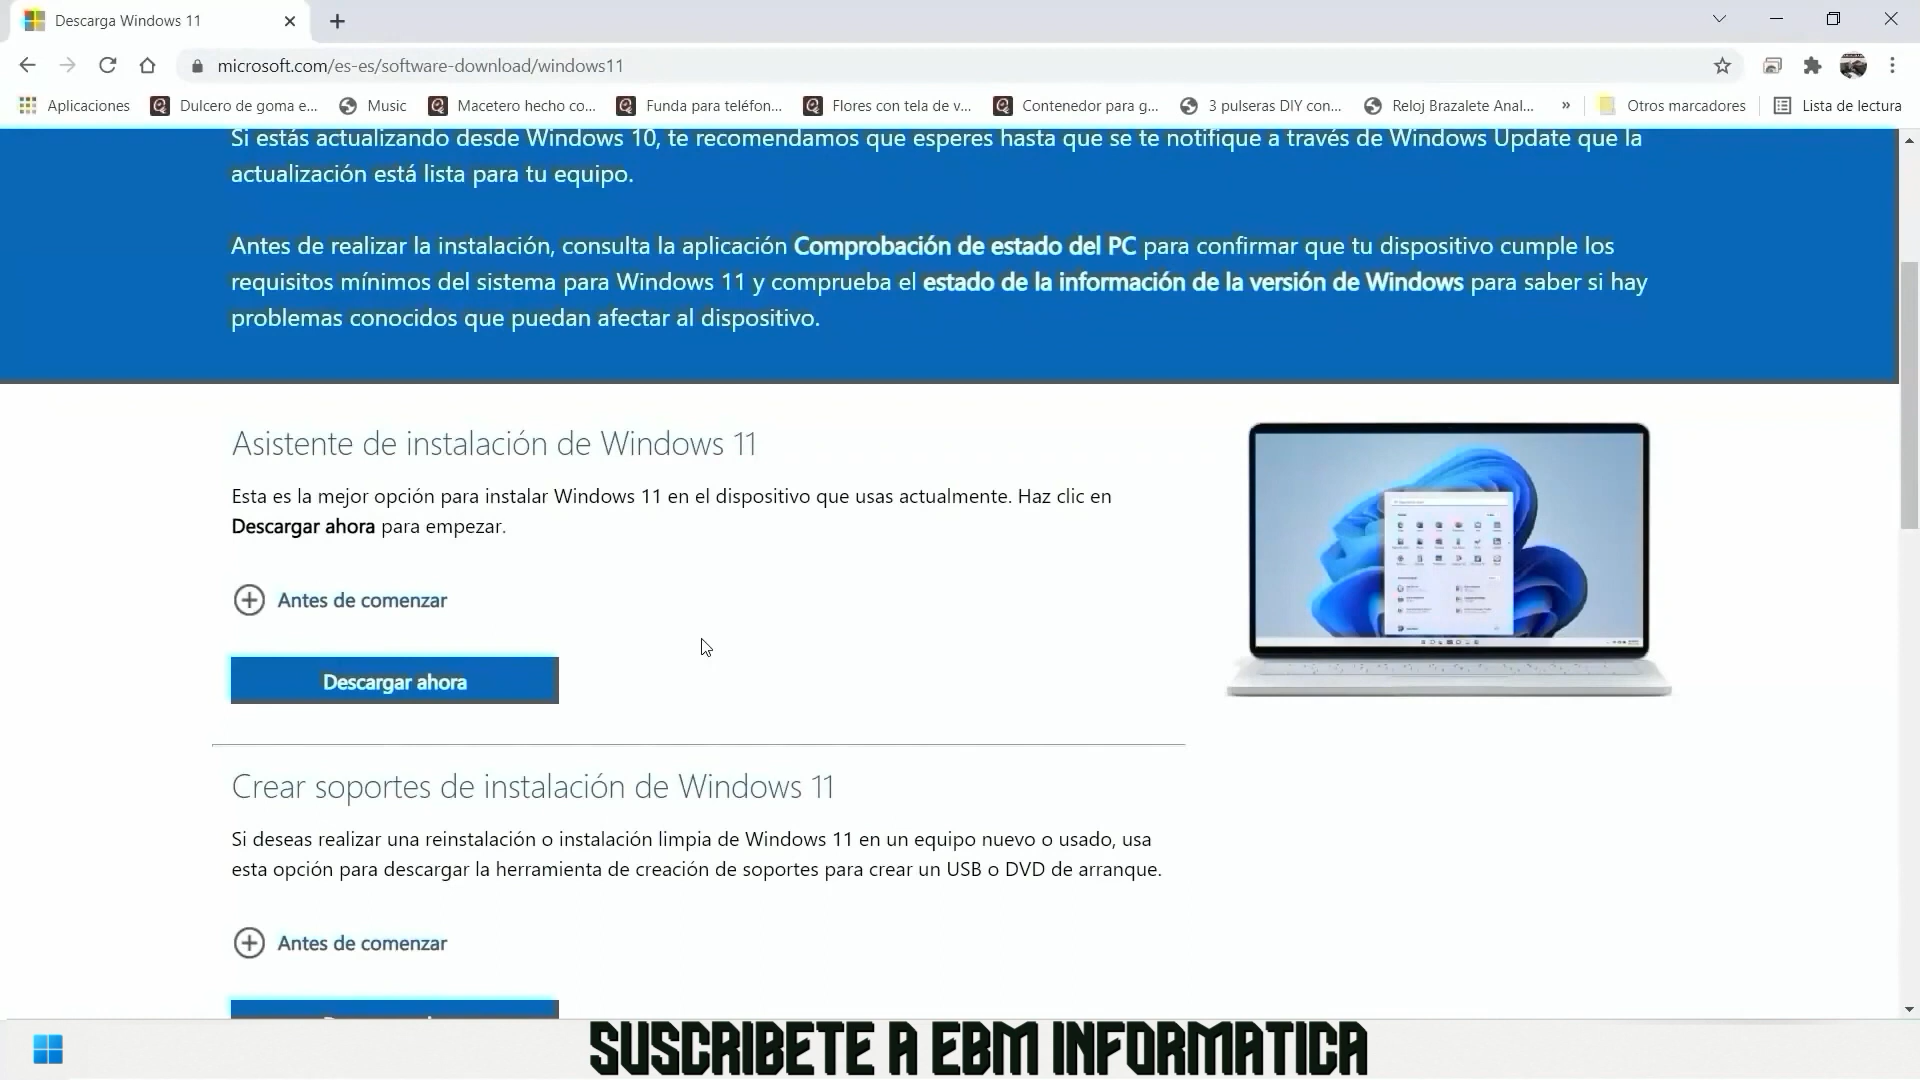 Descarga Windows 11
microsoft.com/es-es/software-download/windows11
Aplicaciones
Dulcero de goma e...
Music
Macetero hecho co...
Funda para teléfon...
Flores con tela de v...
Contenedor para g...
3 pulseras DIY con...
Reloj Brazalete Anal...
»
Otros marcadores
Lista de lectura
Si estás actualizando desde Windows 10, te recomendamos que esperes hasta que se te notifique a través de Windows Update que la
actualización está lista para tu equipo.
Antes de realizar la instalación, consulta la aplicación Comprobación de estado del PC para confirmar que tu dispositivo cumple los
requisitos mínimos del sistema para Windows 11 y comprueba el estado de la información de la versión de Windows para saber si hay
problemas conocidos que puedan afectar al dispositivo.
Asistente de instalación de Windows 11
Esta es la mejor opción para instalar Windows 11 en el dispositivo que usas actualmente. Haz clic en
Descargar ahora para empezar.
Antes de comenzar
Descargar ahora
Crear soportes de instalación de Windows 11
Si deseas realizar una reinstalación o instalación limpia de Windows 11 en un equipo nuevo o usado, usa
esta opción para descargar la herramienta de creación de soportes para crear un USB o DVD de arranque.
Antes de comenzar
SUSCRIBETE A EBM INFORMATICA